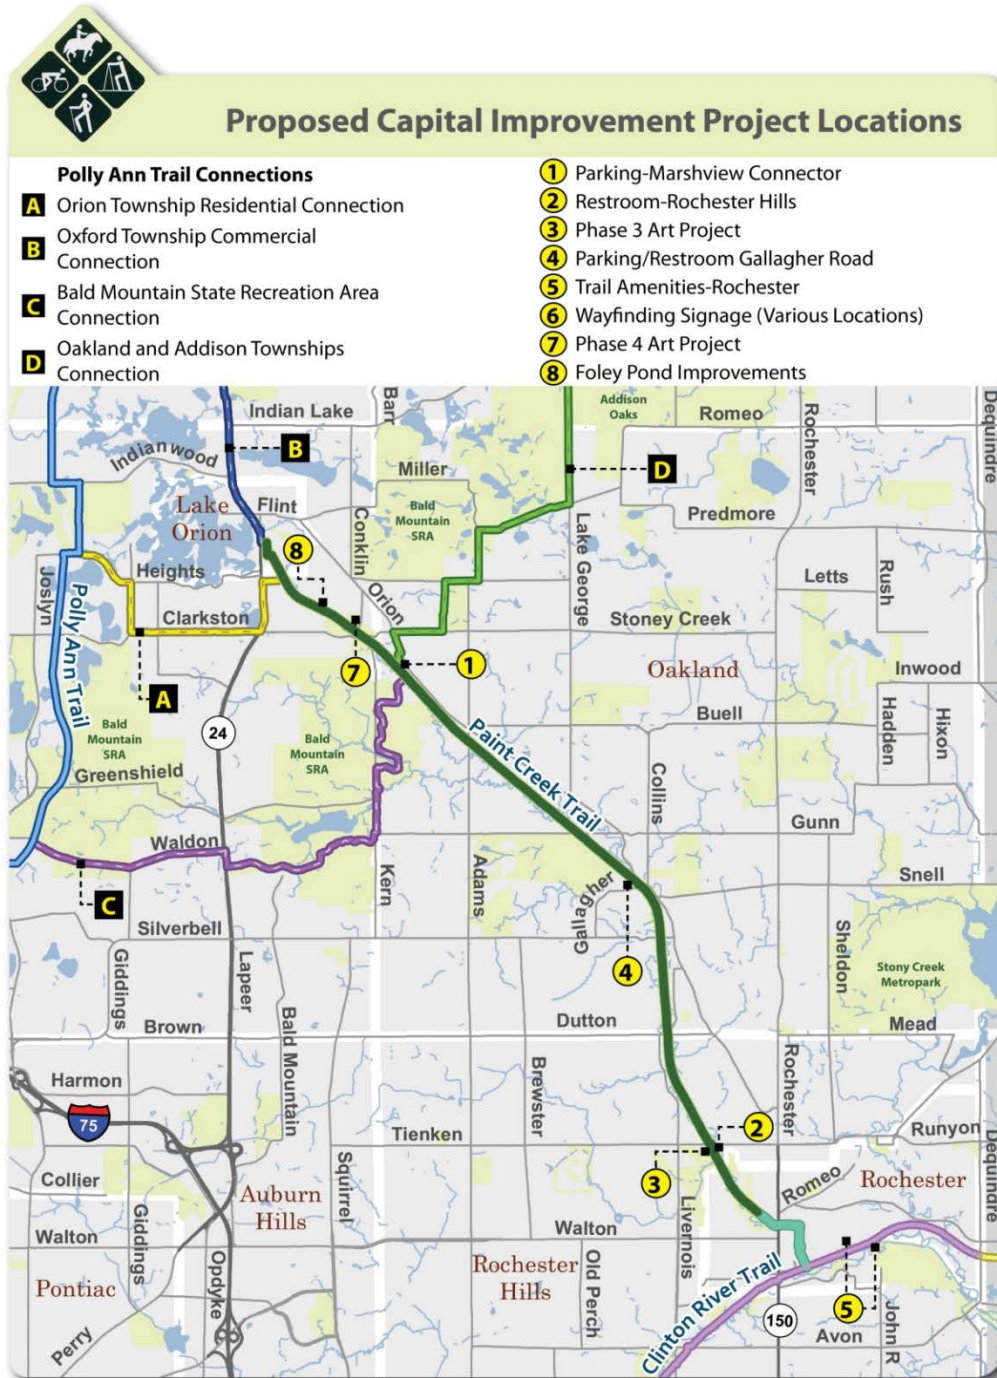 Proposed Capital Improvement Project Locations
Polly Ann Trail Connections
A Orion Township Residential Connection
B Oxford Township Commercial
Connection
C Bald Mountain State Recreation Area
Connection
D Oakland and Addison Townships
Connection
1 Parking-Marshview Connector
2 Restroom-Rochester Hills
3 Phase 3 Art Project
4 Parking/Restroom Gallagher Road
5 Trail Amenities-Rochester
6 Wayfinding Signage (Various Locations)
7 Phase 4 Art Project
8 Foley Pond Improvements
Indian Lake
Barr
Addison
Oaks
Romeo
Rochester
Dequindre
Indianwood
B
Miller
D
Lake
Orion
Flint
Bald
Mountain
SRA
Conklin
Predmore
Lake George
8
Joslyn
Heights
Orion
Letts
Rush
Polly Ann Trail
Clarkston
Stoney Creek
7
1
Oakland
Inwood
A
Bald
Mountain
SRA
24
Bald
Mountain
SRA
Buell
Hadden
Hixon
Greenshield
Paint Creek Trail
Collins
Waldon
Gunn
Kern
Adams
Gallagher
Snell
C
Silverbell
4
Sheldon
Giddings
Lapeer
Bald Mountain
Stony Creek
Metropark
Brown
Dutton
Mead
Harmon
Brewster
Rochester
75
Tienken
2
Runyon
Dequindre
Collier
Squirrel
3
Romeo
Rochester
Auburn
Hills
Livernois
Walton
Giddings
Walton
Pontiac
Opdyke
Rochester
Hills
Old Perch
Clinton River Trail
5
150
John R
Perry
Avon